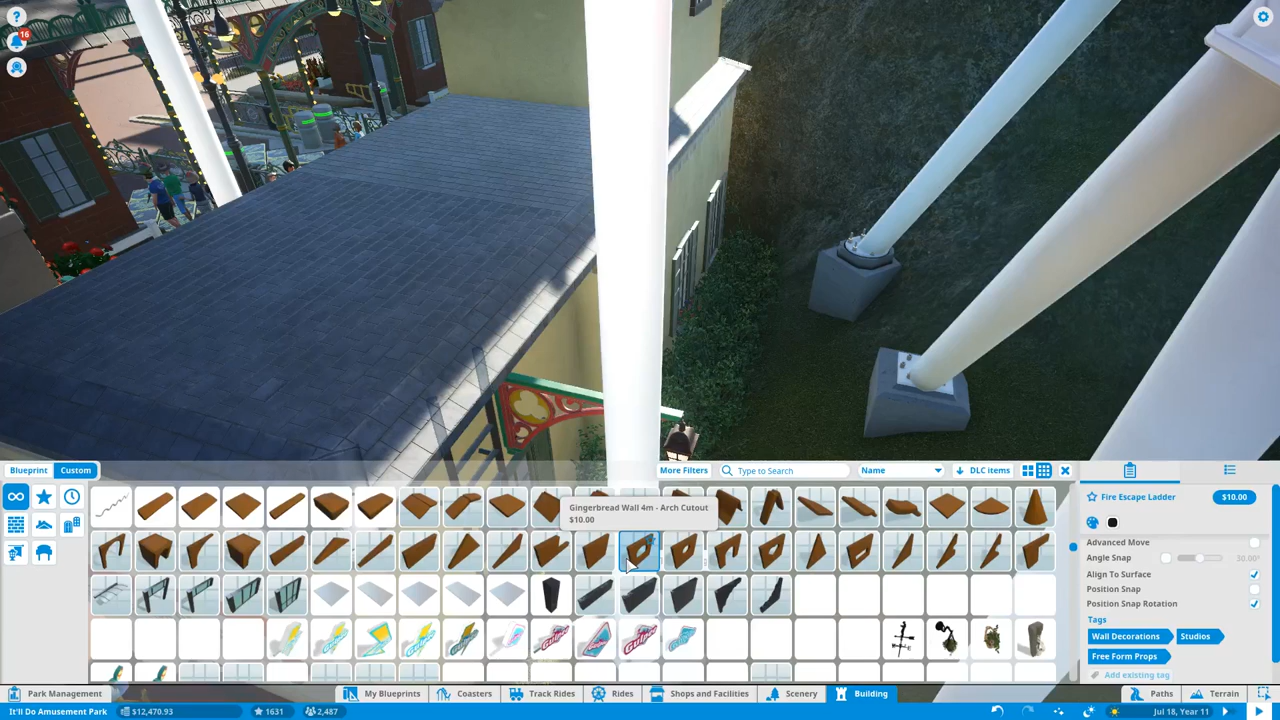 ?
16
Gingerbread Wall 4m - Arch Cutout
$10.00
Blueprint
Custom
More Filters
Type to Search
Name
DLC items
Fire Escape Ladder
$10.00
Advanced Move
Angle Snap
30.00°
Align To Surface
Position Snap
Position Snap Rotation
Tags
Wall Decorations
Studios
Free Form Props
Add existing tag
Park Management
My Blueprints
Coasters
Track Rides
Rides
Shops and Facilities
Scenery
Building
Paths
Terrain
It'll Do Amusement Park
$12,470.93
1631
2,487
Jul 18, Year 11